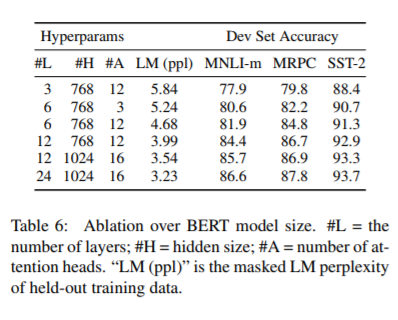 Hyperparams Dev Set Accuracy
#L #H #A LM (ppl) MNLI-m MRPC SST-2
3 768 12 5.84 77.9 79.8 88.4
6 768 3 5.24 80.6 82.2 90.7
6 768 12 4.68 81.9 84.8 91.3
12 768 12 3.99 84.4 86.7 92.9
12 1024 16 3.54 85.7 86.9 93.3
24 1024 16 3.23 86.6 87.8 93.7
Table 6: Ablation over BERT model size. #L = the
number of layers; #H = hidden size; #A = number of at-
tention heads. “LM (ppl)” is the masked LM perplexity
of held-out training data.